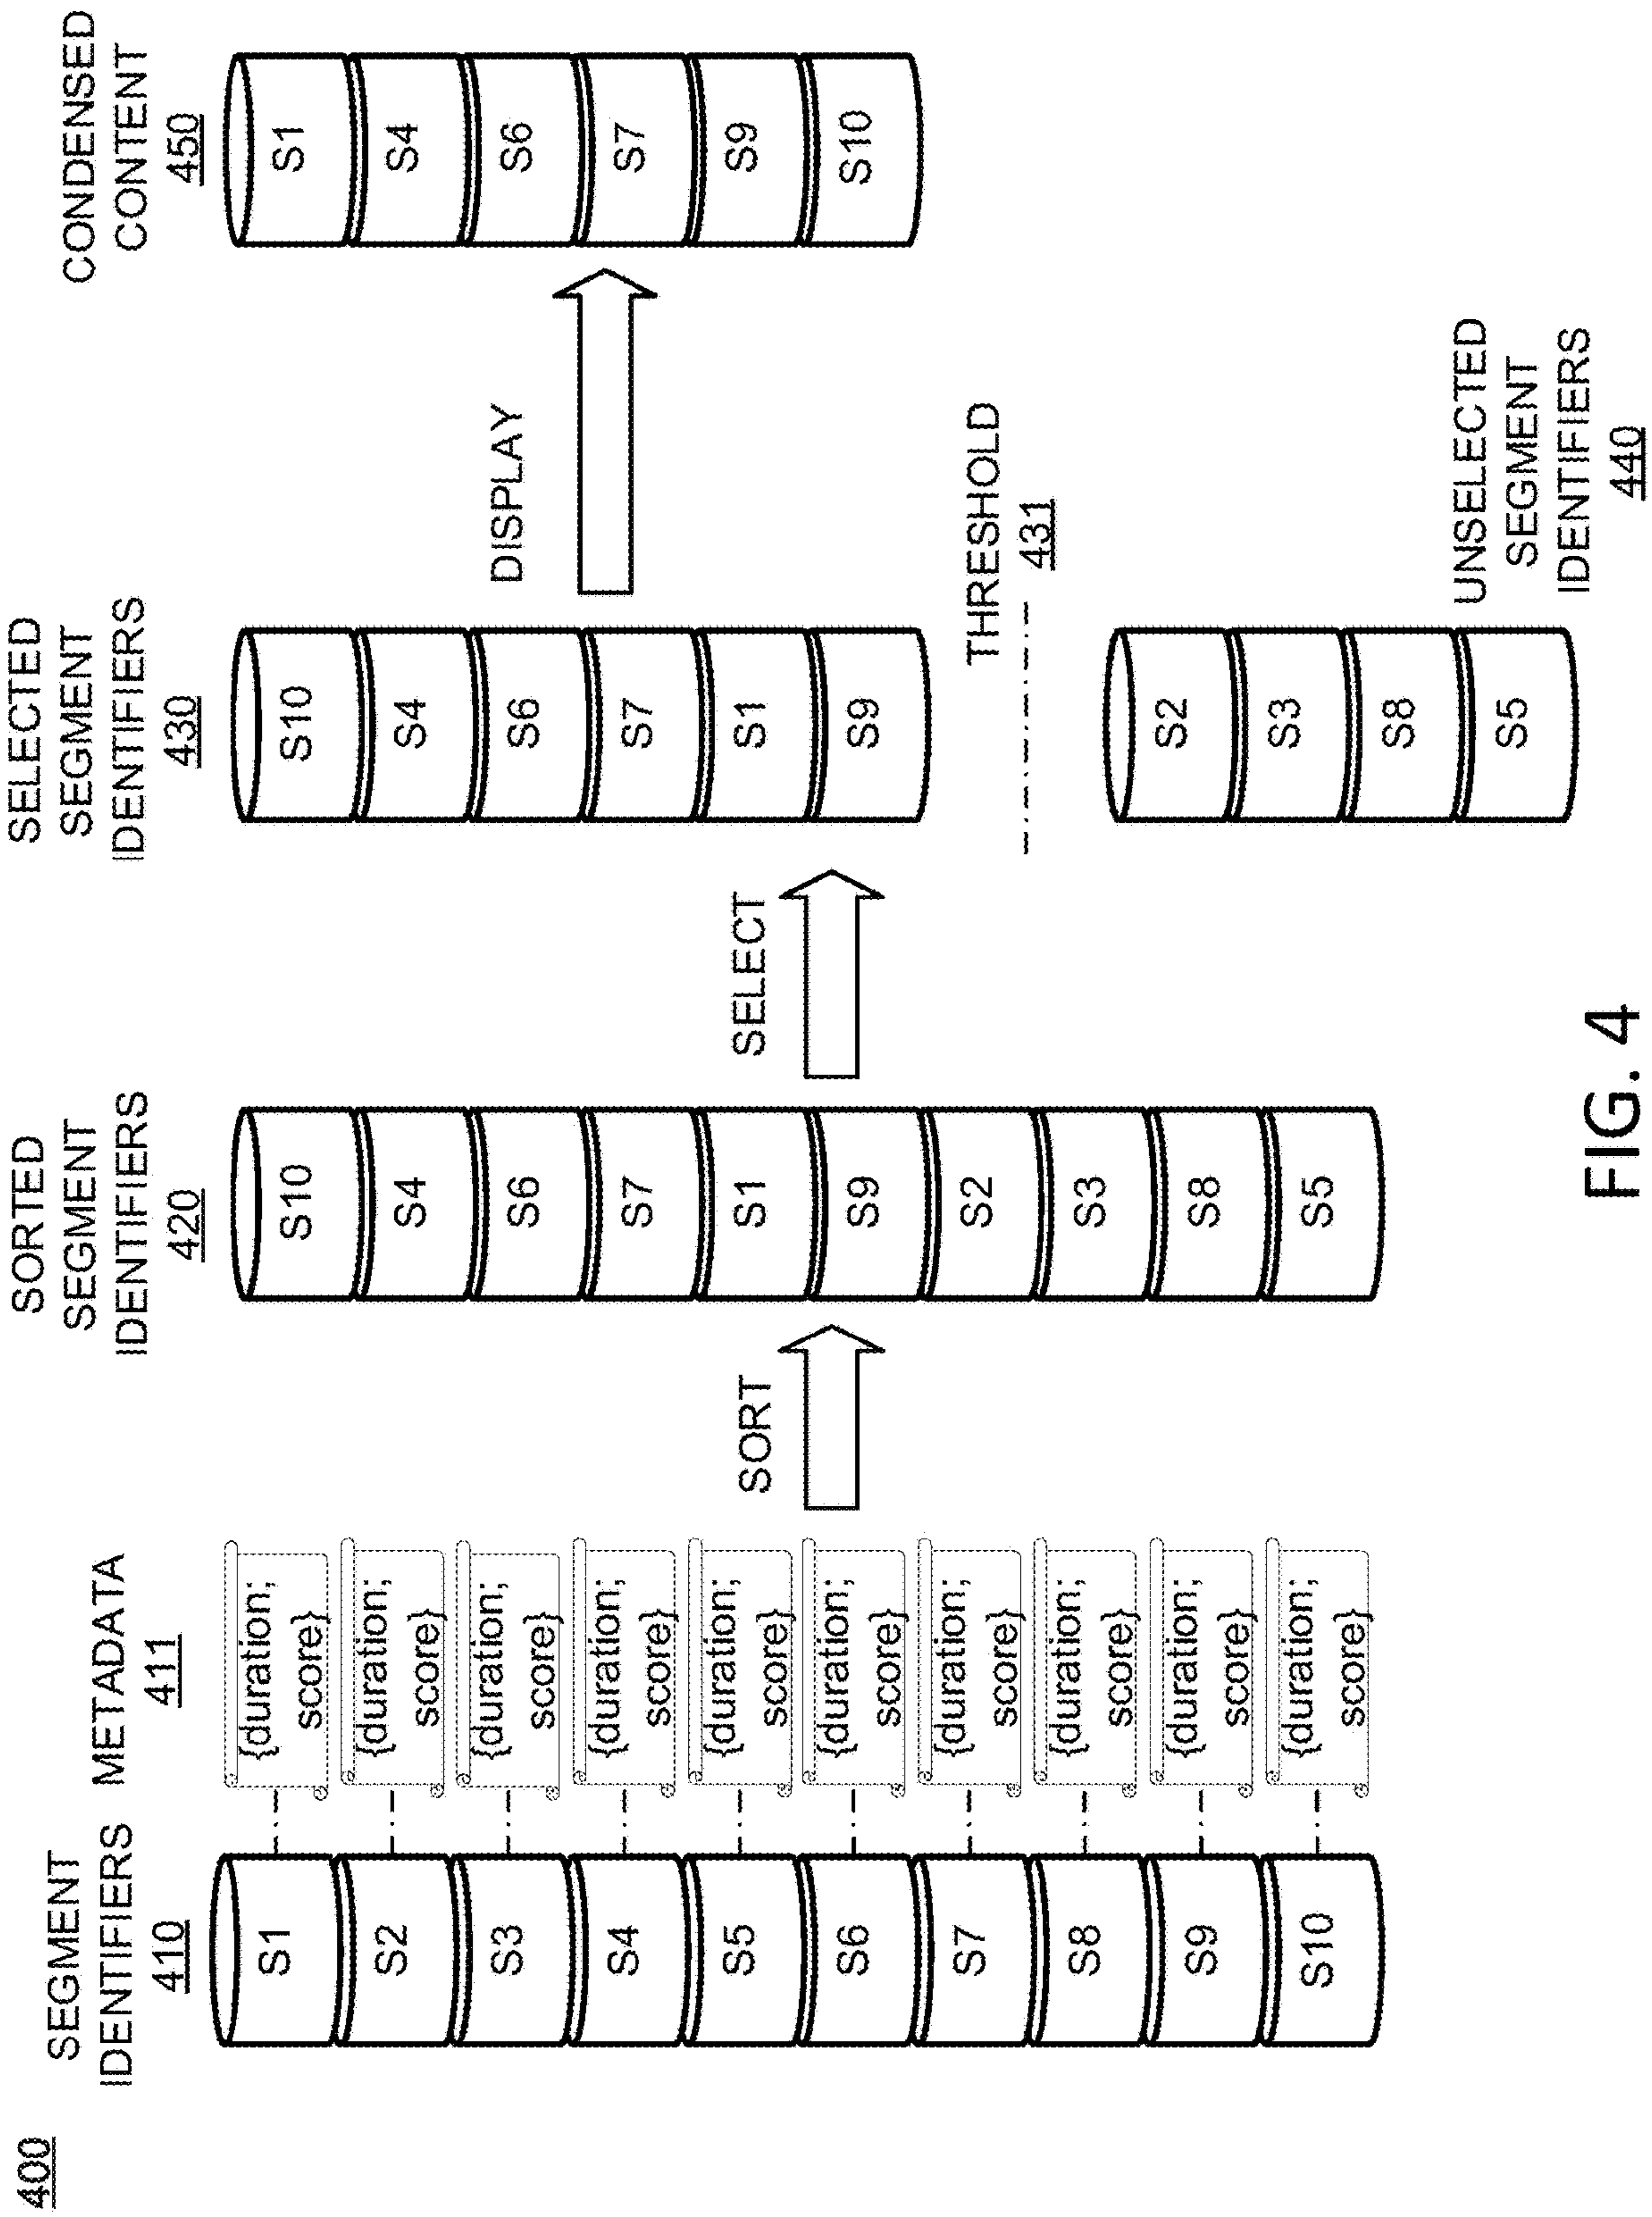 400
SEGMENT
IDENTIFIERS
410
S1
S2
S3
S4
S5
S6
S7
S8
S9
S10
METADATA
411
{duration;
score}
{duration;
score}
{duration;
score}
{duration;
score}
{duration;
score}
{duration;
score}
{duration;
score}
{duration;
score}
{duration;
score}
{duration;
score}
SORT
SORTED
SEGMENT
IDENTIFIERS
420
S10
S4
S6
S7
S1
S9
S2
S3
S8
S5
SELECT
SELECTED
SEGMENT
IDENTIFIERS
430
S10
S4
S6
S7
S1
S9
THRESHOLD
431
S2
S3
S8
S5
UNSELECTED
SEGMENT
IDENTIFIERS
440
DISPLAY
CONDENSED
CONTENT
450
S1
S4
S6
S7
S9
S10
FIG. 4